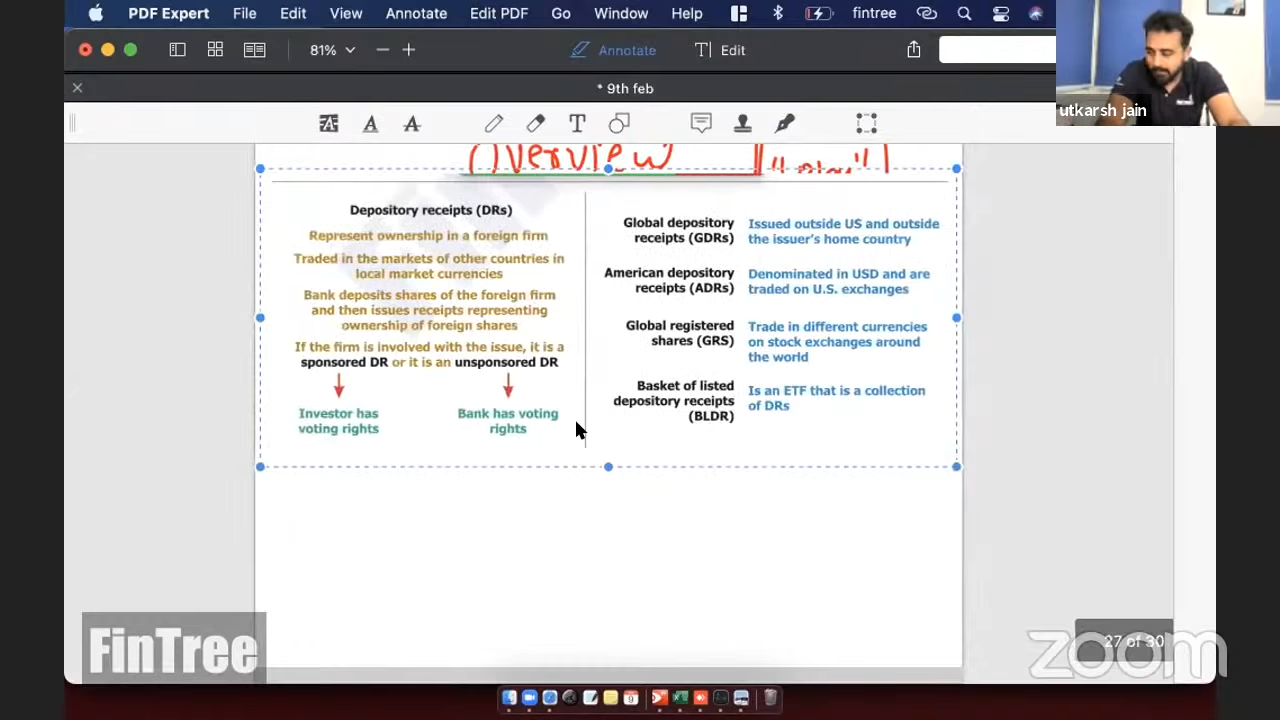 PDF Expert File Edit View Annotate Edit PDF Go Window Help fintree
81% Annotate T Edit
* 9th feb
utkarsh jain
Overview
Depository receipts (DRs)
Represent ownership in a foreign firm
Traded in the markets of other countries in
local market currencies
Bank deposits shares of the foreign firm
and then issues receipts representing
ownership of foreign shares
If the firm is involved with the issue, it is a
sponsored DR or it is an unsponsored DR
Investor has
voting rights
Bank has voting
rights
Global depository
receipts (GDRs)
Issued outside US and outside
the issuer's home country
American depository
receipts (ADRs)
Denominated in USD and are
traded on U.S. exchanges
Global registered
shares (GRS)
Trade in different currencies
on stock exchanges around
the world
Basket of listed
depository receipts
(BLDR)
Is an ETF that is a collection
of DRs
FinTree
27 of 30
zoom